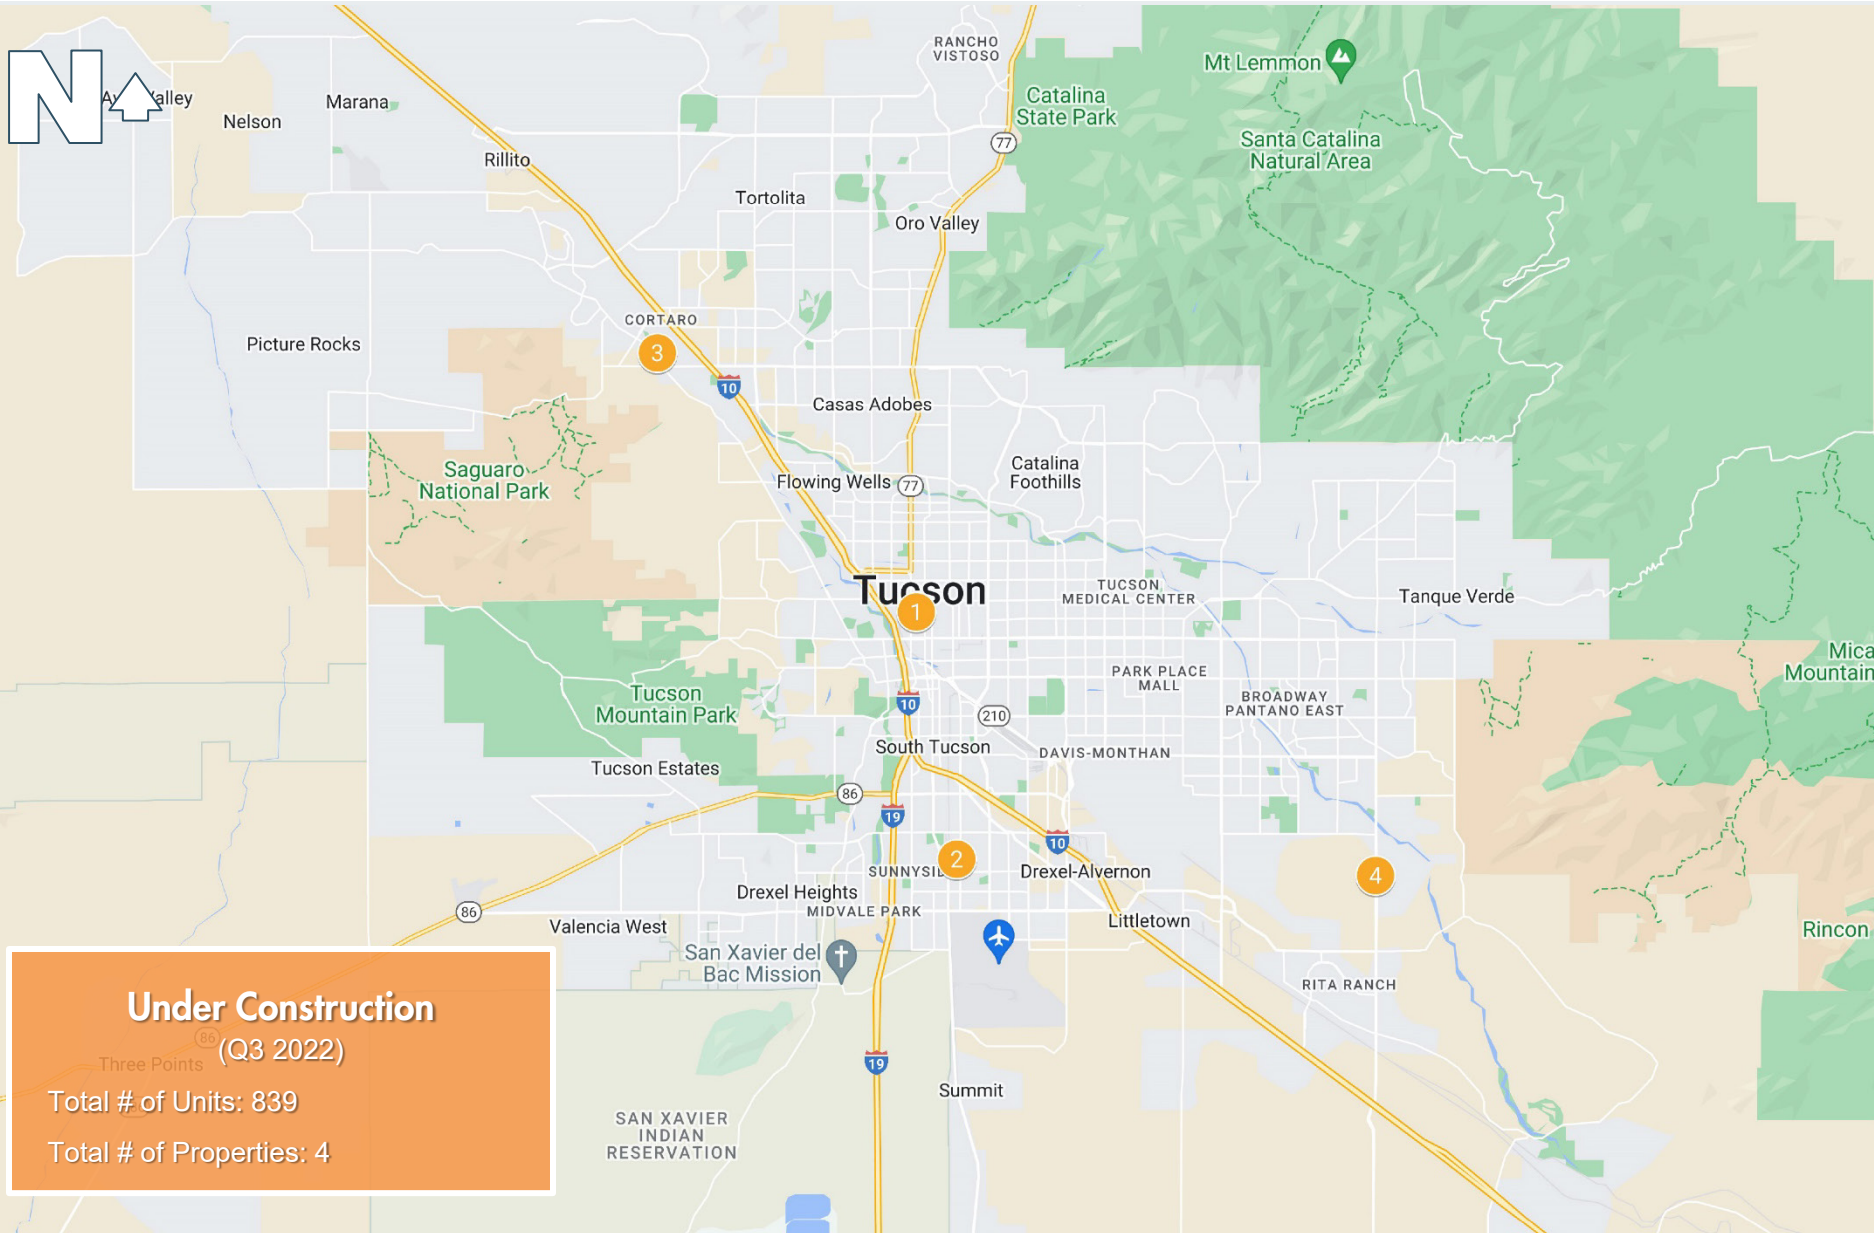 RANCHO
VISTOSO
Mt Lemmon
N
Catalina
State Park
Marana
Nelson
77
Santa Catalina
Natural Area
Rillito
Tortolita
Oro Valley
CORTARO
Picture Rocks
3
10
Casas Adobes
Saguaro
National Park
Catalina
Foothills
Flowing Wells
77
Tucson
1
TUCSON
MEDICAL CENTER
Tanque Verde
Mica
Mountain
PARK PLACE
MALL
Tucson
Mountain Park
BROADWAY
PANTANO EAST
10
210
South Tucson
DAVIS-MONTHAN
Tucson Estates
86
19
10
2
SUNNYSID
Drexel-Alvernon
4
Drexel Heights
MIDVALE PARK
86
Valencia West
Littletown
Rincon
San Xavier del
Bac Mission
RITA RANCH
Under Construction
(Q3 2022)
86
Three Points
Total # of Units: 839
Total # of Properties: 4
19
Summit
SAN XAVIER
INDIAN
RESERVATION